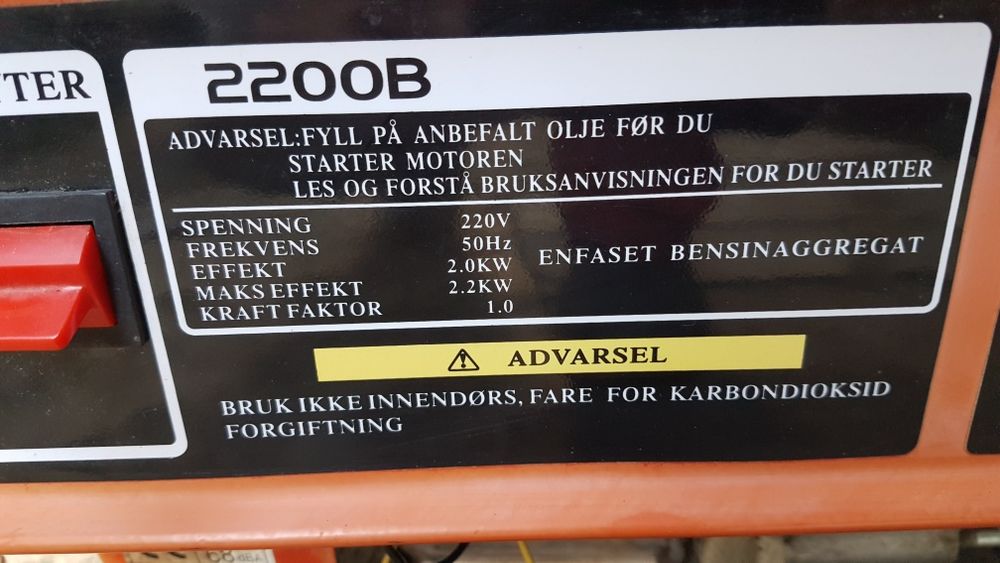 2200B
ADVARSEL:FYLL PÅ ANBEFALT OLJE FØR DU
STARTER MOTOREN
LES OG FORSTÅ BRUKSANVISNINGEN FOR DU STARTER
SPENNING 220V
FREKVENS 50Hz
EFFEKT 2.0KW
MAKS EFFEKT 2.2KW
KRAFT FAKTOR 1.0
ENFASET BENSINAGGREGAT
ADVARSEL
BRUK IKKE INNENDØRS, FARE FOR KARBONDIOKSID
FORGIFTNING
68 dBA